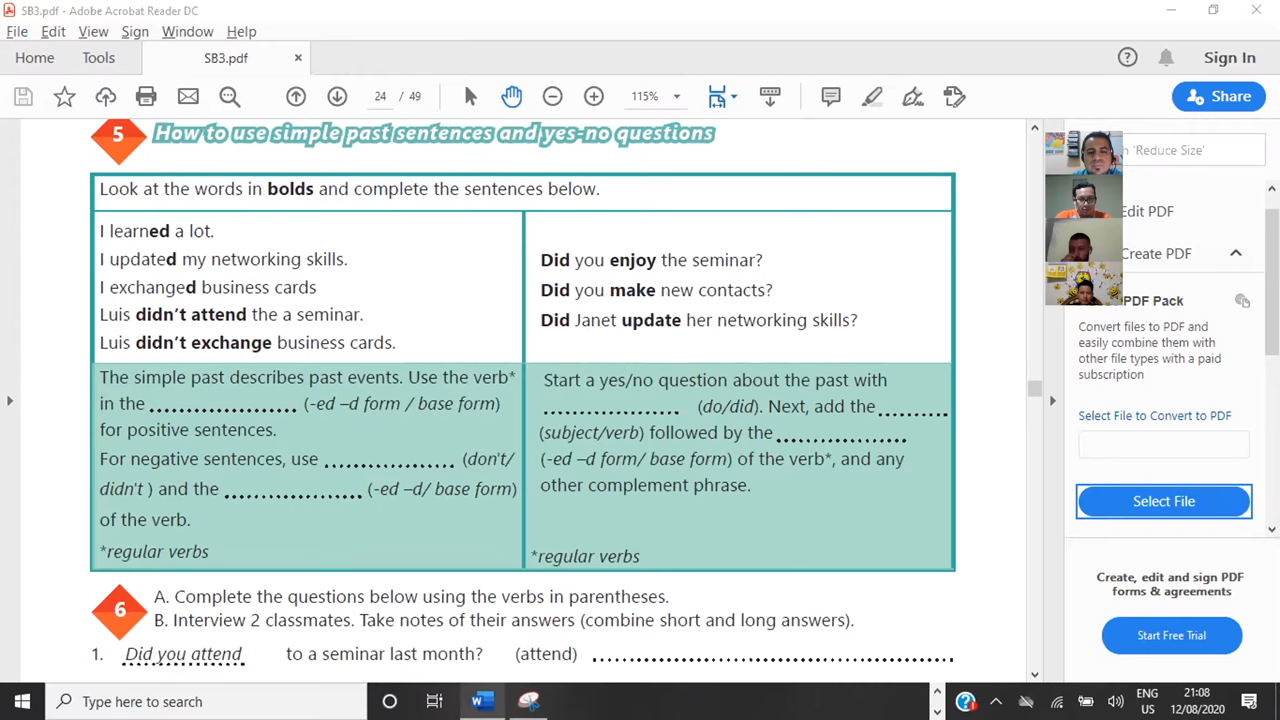 SB3.pdf - Adobe Acrobat Reader DC
File Edit View Sign Window Help
Home Tools SB3.pdf × Sign In
24 / 49 115% Share
5 How to use simple past sentences and yes-no questions
Look at the words in bolds and complete the sentences below.
I learned a lot.
I updated my networking skills.
I exchanged business cards
Luis didn't attend the a seminar.
Luis didn't exchange business cards.
Did you enjoy the seminar?
Did you make new contacts?
Did Janet update her networking skills?
The simple past describes past events. Use the verb*
in the .................... (-ed –d form / base form)
for positive sentences.
For negative sentences, use .................... (don't/
didn't ) and the .................... (-ed –d/ base form)
of the verb.
*regular verbs
Start a yes/no question about the past with
.................... (do/did). Next, add the ..........
(subject/verb) followed by the ....................
(-ed –d form/ base form) of the verb*, and any
other complement phrase.
*regular verbs
6 A. Complete the questions below using the verbs in parentheses.
B. Interview 2 classmates. Take notes of their answers (combine short and long answers).
1. Did you attend to a seminar last month? (attend) ........................................
'Reduce Size'
Edit PDF
Create PDF
PDF Pack
Convert files to PDF and
easily combine them with
other file types with a paid
subscription
Select File to Convert to PDF
Select File
Create, edit and sign PDF
forms & agreements
Start Free Trial
Type here to search
ENG
US
21:08
12/08/2020